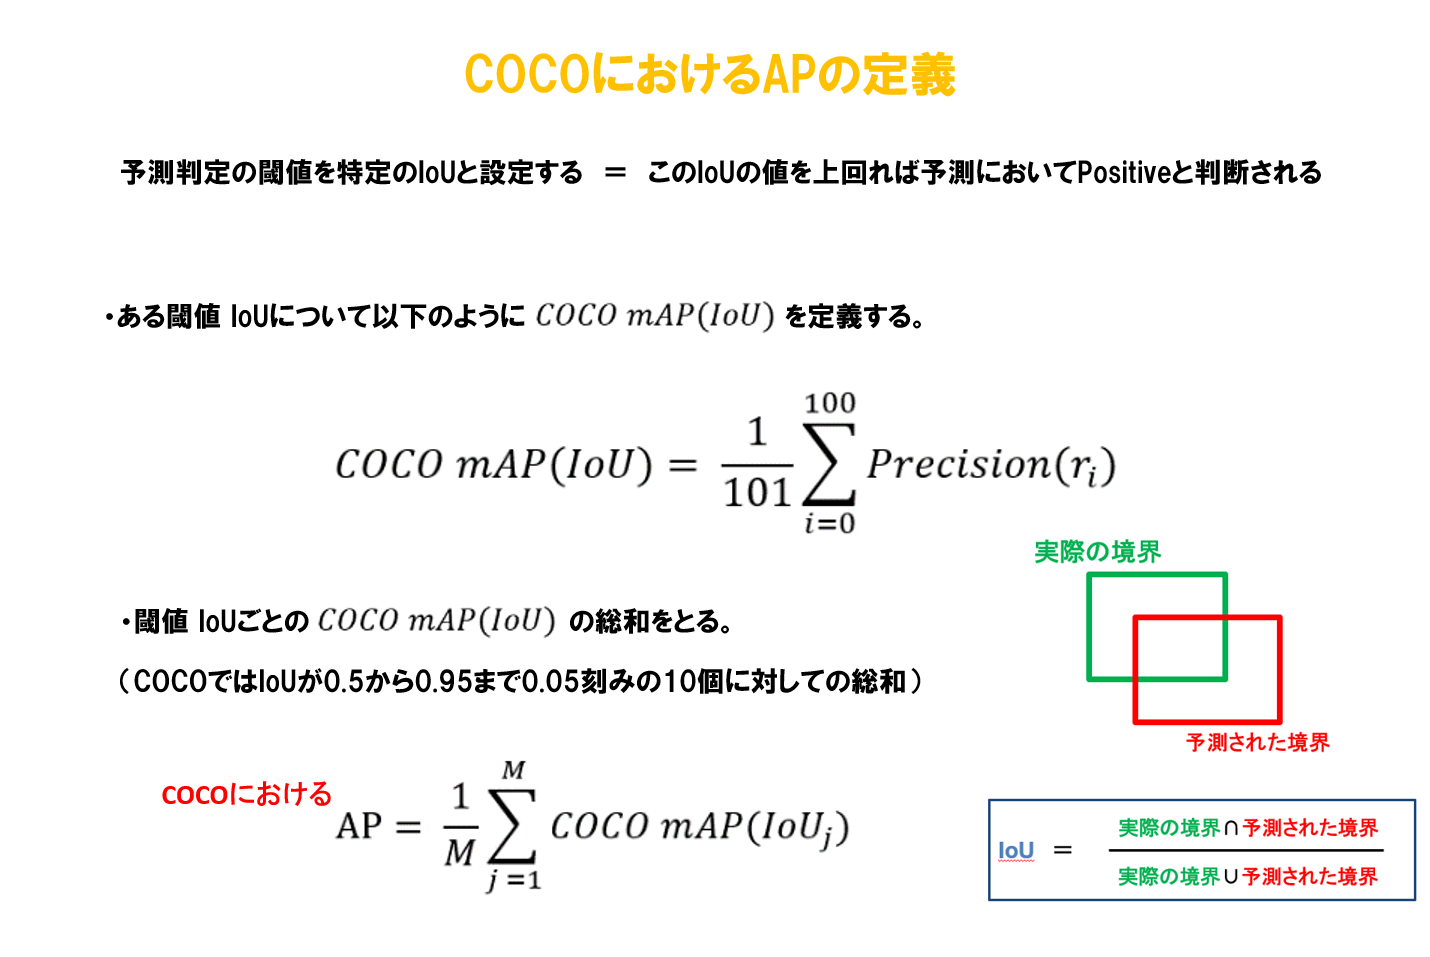 COCOにおけるAPの定義
予測判定の閾値を特定のIoUと設定する ＝ このIoUの値を上回れば予測においてPositiveと判断される
・ある閾値 IoUについて以下のように COCO mAP(IoU) を定義する。
COCO mAP(IoU) = 1/101 ∑_{i=0}^{100} Precision(r_i)
実際の境界
・閾値 IoUごとの COCO mAP(IoU) の総和をとる。
（COCOではIoUが0.5から0.95まで0.05刻みの10個に対しての総和）
予測された境界
COCOにおける
AP = 1/M ∑_{j=1}^{M} COCO mAP(IoU_j)
IoU ＝ 実際の境界∩予測された境界
実際の境界∪予測された境界